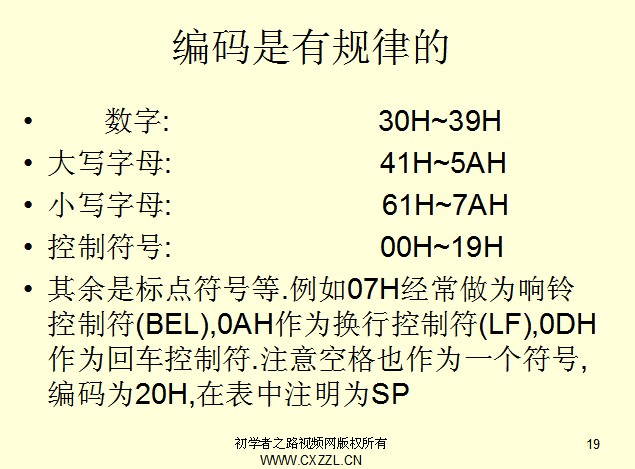 编码是有规律的
• 数字: 30H~39H
• 大写字母: 41H~5AH
• 小写字母: 61H~7AH
• 控制符号: 00H~19H
• 其余是标点符号等.例如07H经常做为响铃
控制符(BEL),0AH作为换行控制符(LF),0DH
作为回车控制符.注意空格也作为一个符号,
编码为20H,在表中注明为SP
初学者之路视频网版权所有
WWW.CXZZL.CN
19